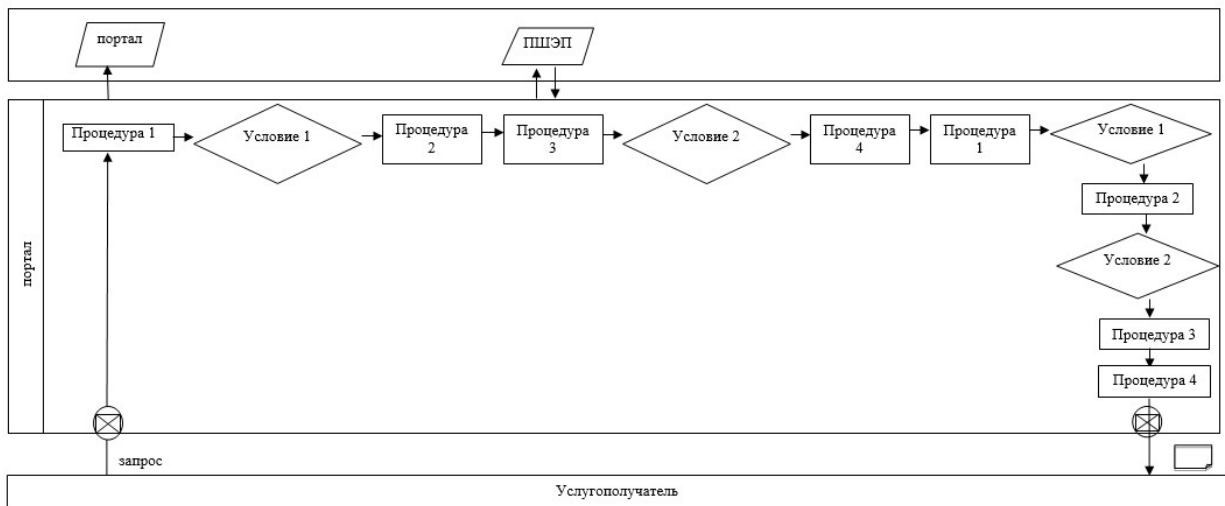 портал
ПШЭП
Процедура 1
Условие 1
Процедура
2
Процедура
3
Условие 2
Процедура
4
Процедура
1
Условие 1
Процедура 2
Условие 2
Процедура 3
Процедура 4
портал
запрос
Услугополучатель